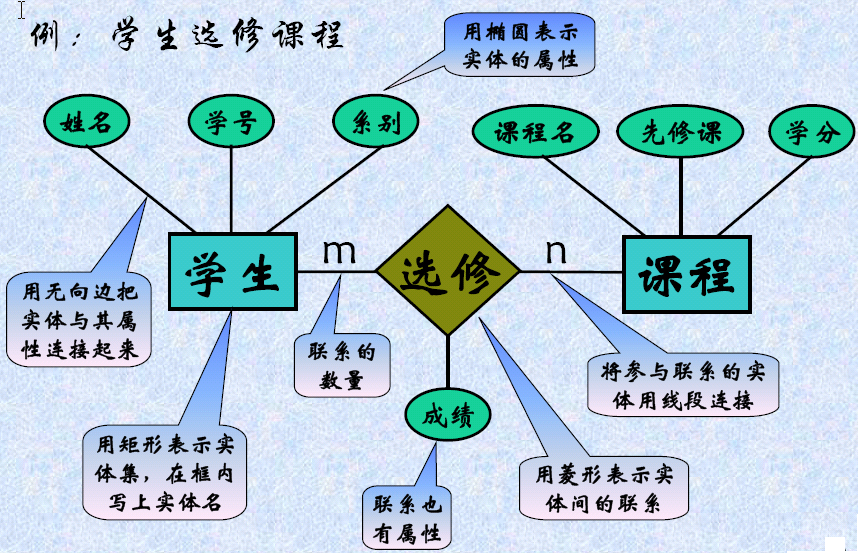 例：学生选修课程
用椭圆表示
实体的属性
姓名
学号
系别
课程名
先修课
学分
学生
m
选修
n
课程
用无向边把
实体与其属
性连接起来
联系的
数量
将参与联系的实
体用线段连接
成绩
用矩形表示实
体集，在框内
写上实体名
联系也
有属性
用菱形表示实
体间的联系